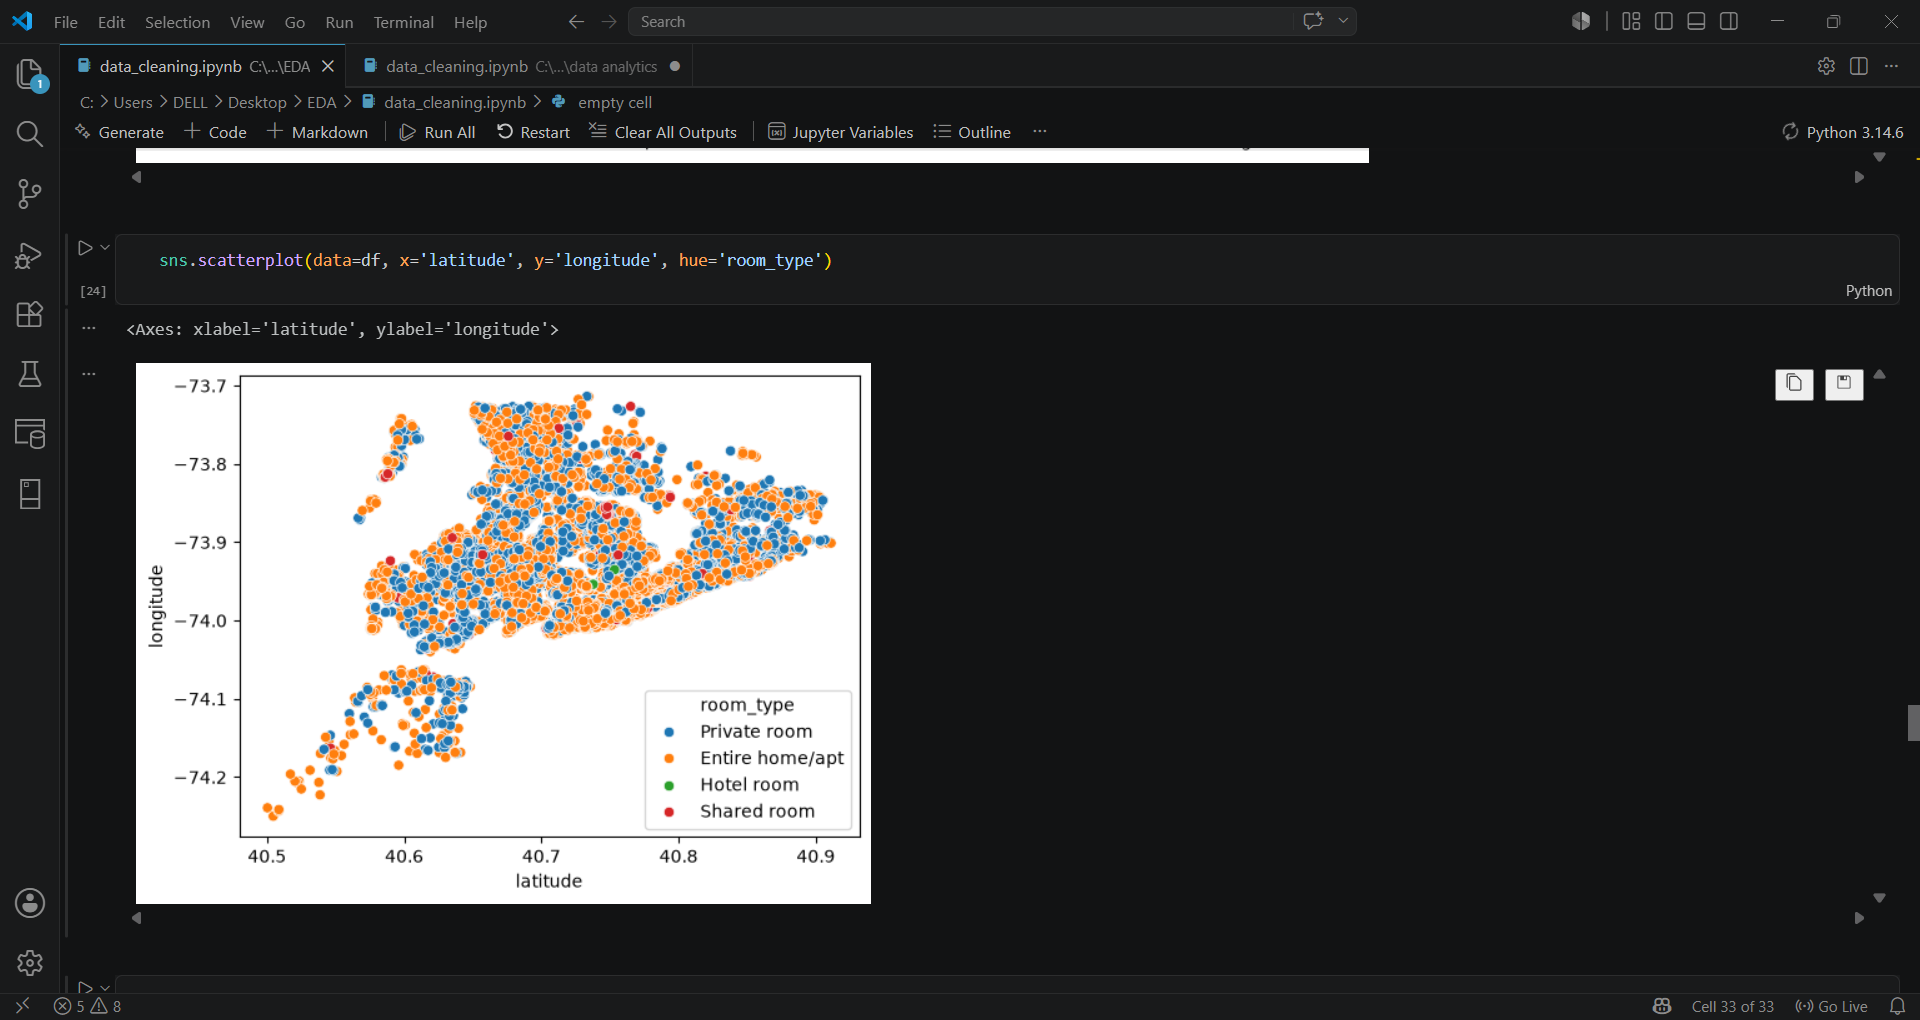 File Edit Selection View Go Run Terminal Help
Search
data_cleaning.ipynb C:\...\EDA
data_cleaning.ipynb C:\...\data analytics
C: > Users > DELL > Desktop > EDA > data_cleaning.ipynb > empty cell
Generate + Code + Markdown Run All Restart Clear All Outputs Jupyter Variables Outline ... Python 3.14.6
1
sns.scatterplot(data=df, x='latitude', y='longitude', hue='room_type')
[24]
Python
<Axes: xlabel='latitude', ylabel='longitude'>
−73.7
−73.8
−73.9
−74.0
−74.1
−74.2
longitude
room_type
Private room
Entire home/apt
Hotel room
Shared room
40.5 40.6 40.7 40.8 40.9
latitude
5 8
Cell 33 of 33
Go Live